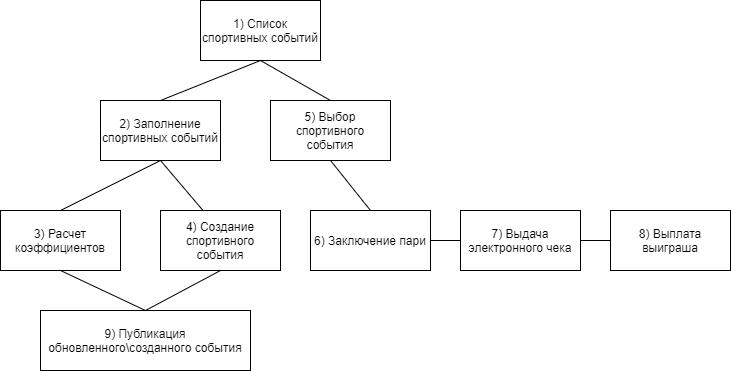 1) Список
спортивных событий
2) Заполнение
спортивных событий
5) Выбор
спортивного
события
3) Расчет
коэффициентов
4) Создание
спортивного
события
6) Заключение пари
7) Выдача
электронного чека
8) Выплата
выиграша
9) Публикация
обновленного\созданного события